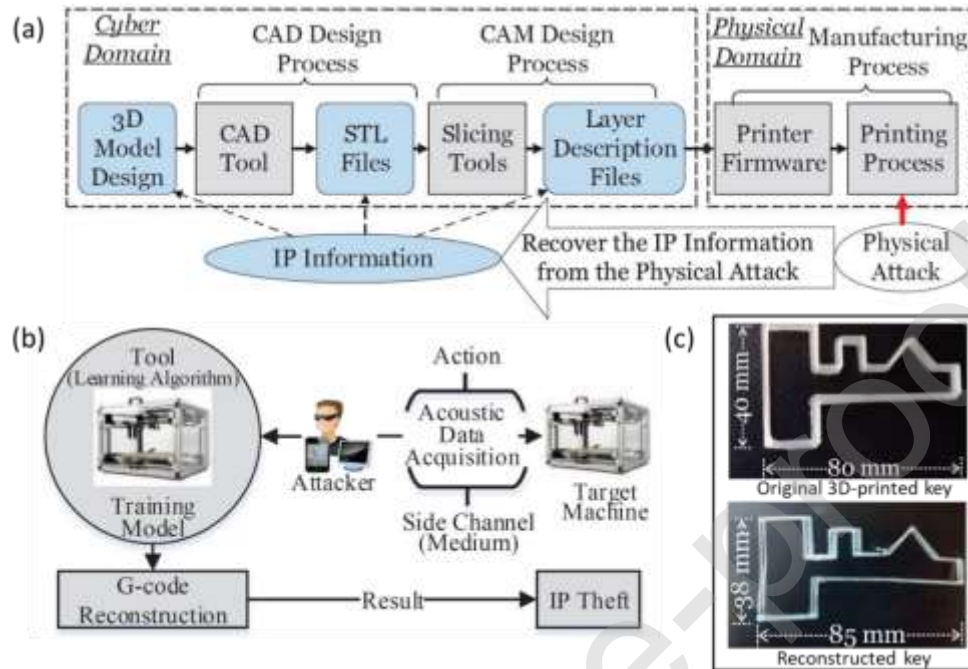 (a)
Cyber
Domain
CAD Design
Process
CAM Design
Process
Physical
Domain
Manufacturing
Process
3D
Model
Design
CAD
Tool
STL
Files
Slicing
Tools
Layer
Description
Files
Printer
Firmware
Printing
Process
IP Information
Recover the IP Information
from the Physical Attack
Physical
Attack
(b)
Tool
(Learning Algorithm)
Training
Model
Attacker
Action
Acoustic
Data
Acquisition
Side Channel
(Medium)
Target
Machine
G-code
Reconstruction
Result
IP Theft
(c)
40 mm
80 mm
Original 3D-printed key
38 mm
85 mm
Reconstructed key